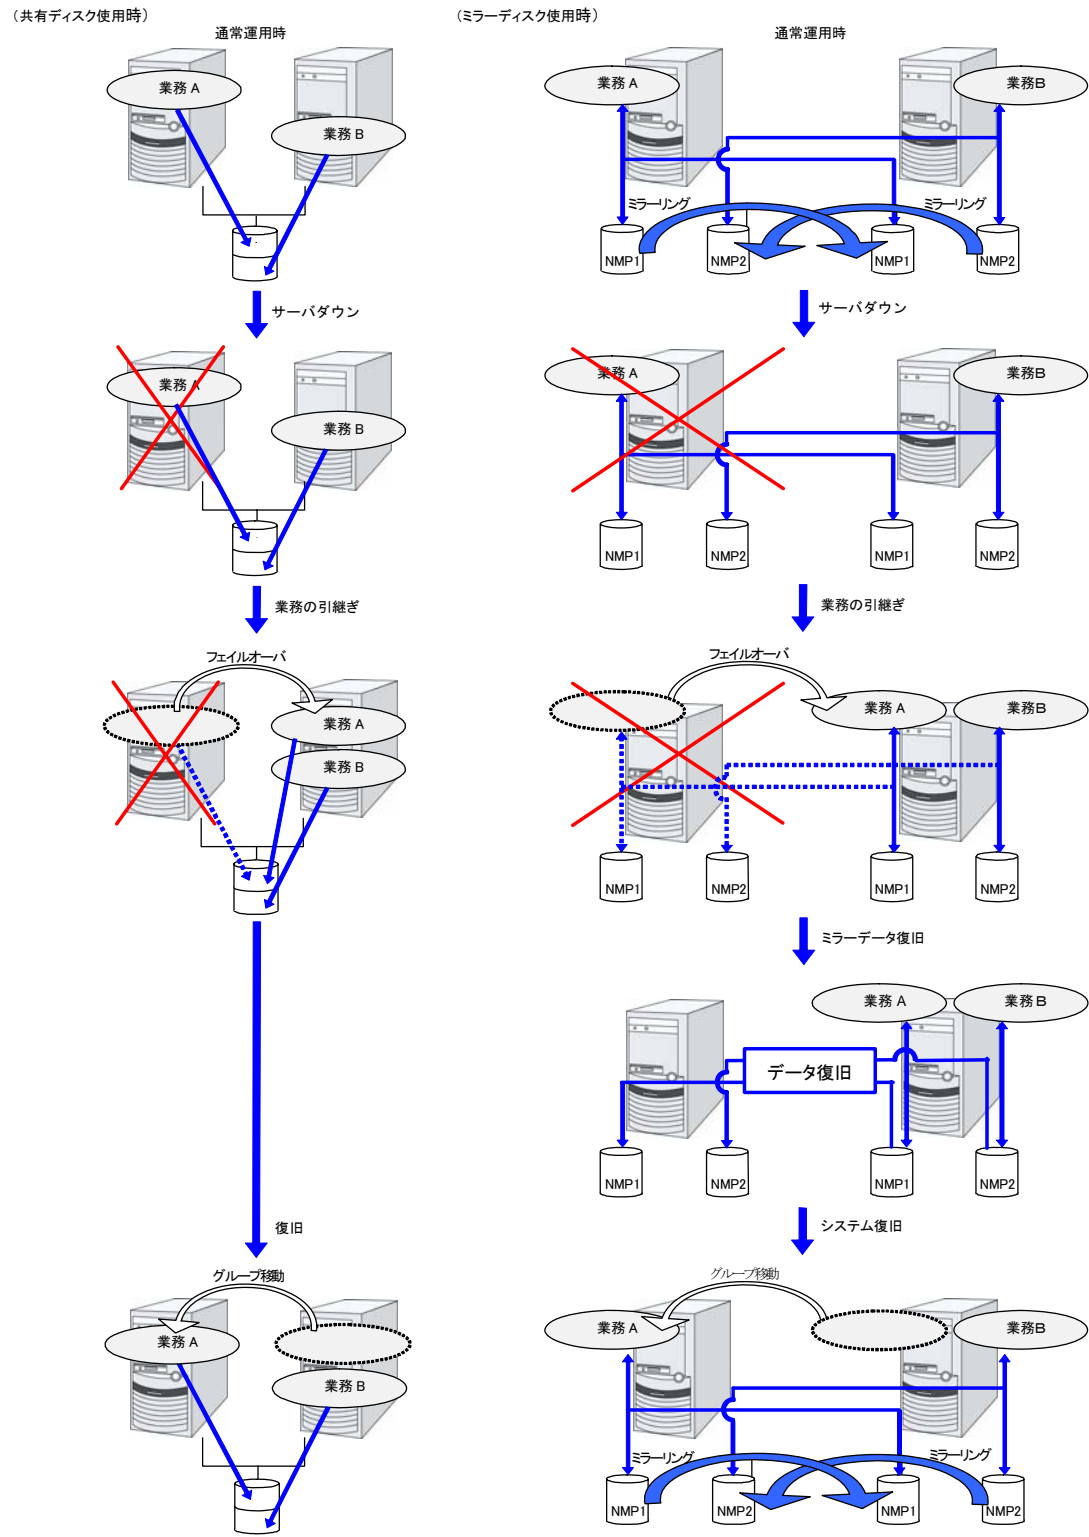 （共有ディスク使用時）
通常運用時
業務 A
業務 B
サーバダウン
業務 A
業務 B
業務の引継ぎ
フェイルオーバ
業務 A
業務 B
復旧
グループ移動
業務 A
業務 B
（ミラーディスク使用時）
通常運用時
業務 A
業務B
ミラーリング
ミラーリング
NMP1
NMP2
NMP1
NMP2
サーバダウン
業務 A
業務B
NMP1
NMP2
NMP1
NMP2
業務の引継ぎ
フェイルオーバ
業務 A
業務B
NMP1
NMP2
NMP1
NMP2
ミラーデータ復旧
業務 A
業務 B
データ復旧
NMP1
NMP2
NMP1
NMP2
システム復旧
グループ移動
業務 A
業務B
ミラーリング
ミラーリング
NMP1
NMP2
NMP1
NMP2